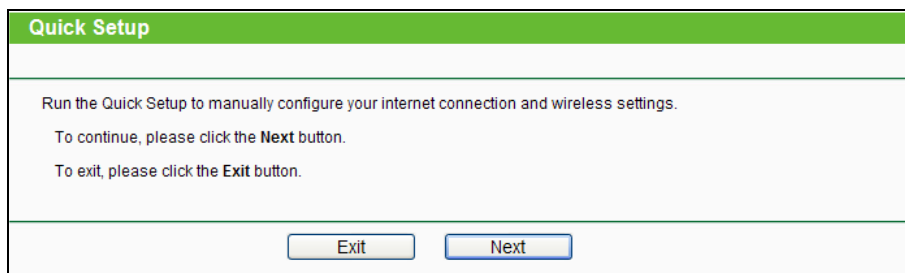 Quick Setup
Run the Quick Setup to manually configure your internet connection and wireless settings.
To continue, please click the Next button.
To exit, please click the Exit button.
Exit Next